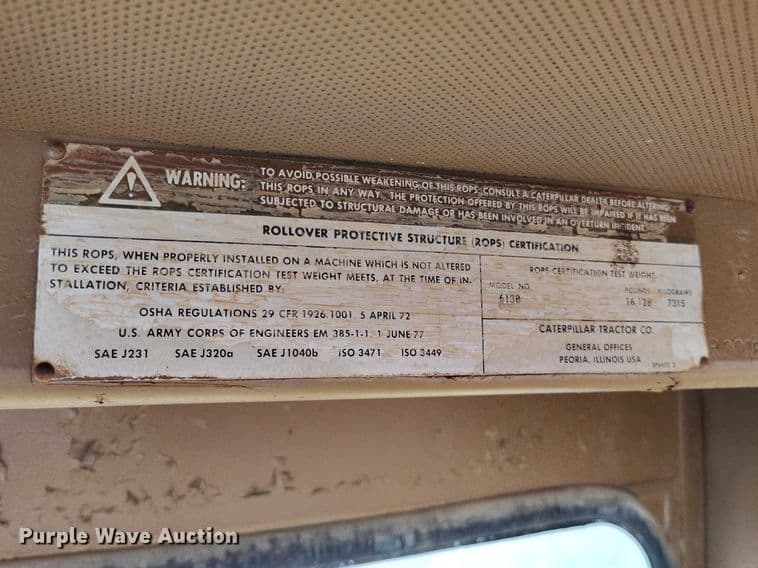 WARNING: TO AVOID POSSIBLE WEAKENING OF THIS ROPS, CONSULT A CATERPILLAR DEALER BEFORE ALTERING
THIS ROPS IN ANY WAY. THE PROTECTION OFFERED BY THIS ROPS WILL BE IMPAIRED IF IT HAS BEEN
SUBJECTED TO STRUCTURAL DAMAGE OR HAS BEEN INVOLVED IN AN OVERTURN INCIDENT.
ROLLOVER PROTECTIVE STRUCTURE (ROPS) CERTIFICATION
THIS ROPS, WHEN PROPERLY INSTALLED ON A MACHINE WHICH IS NOT ALTERED
TO EXCEED THE ROPS CERTIFICATION TEST WEIGHT MEETS, AT THE TIME OF IN-
STALLATION, CRITERIA ESTABLISHED BY:
OSHA REGULATIONS 29 CFR 1926.1001 5 APRIL 72
U.S. ARMY CORPS OF ENGINEERS EM 385-1-1, 1 JUNE 77
SAE J231 SAE J320a SAE J1040b ISO 3471 ISO 3449
ROPS CERTIFICATION TEST WEIGHT
MODEL NO. POUNDS KILOGRAMS
613B 16,128 7315
CATERPILLAR TRACTOR CO.
GENERAL OFFICES
PEORIA, ILLINOIS USA
Purple Wave Auction